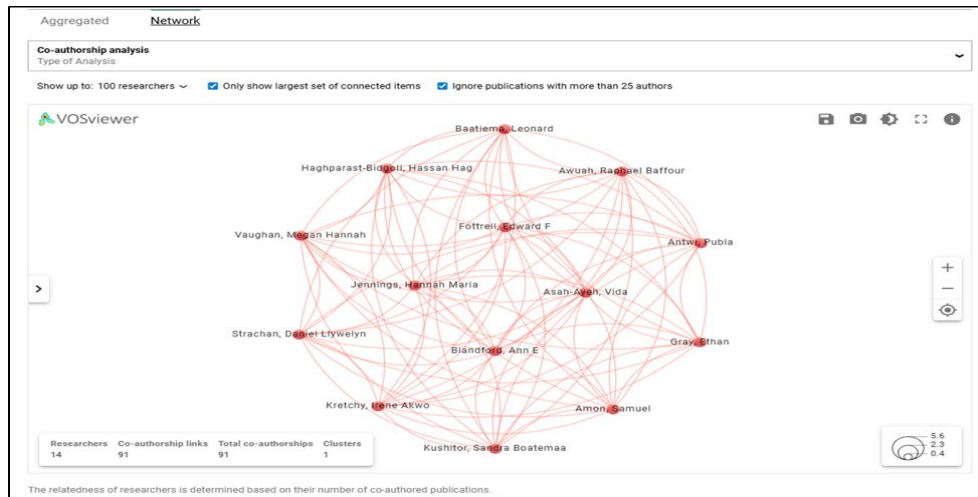 Aggregated Network
Co-authorship analysis
Type of Analysis
Show up to: 100 researchers Only show largest set of connected items Ignore publications with more than 25 authors
VOSviewer
Baatiema, Leonard
Haghparast-Bidgoli, Hassan Hag
Awuah, Raphael Baffour
Vaughan, Megan Hannah
Fottrell, Edward F
Antwi, Publa
Jennings, Hannah Maria
Asah-Ayeh, Vida
Strachan, Daniel Llywelyn
Gray, Ethan
Blandford, Ann E
Kretchy, Irene Akwo
Amon, Samuel
Kushitor, Sandra Boatemaa
Researchers Co-authorship links Total co-authorships Clusters
14 91 91 1
5.6
2.3
0.4
The relatedness of researchers is determined based on their number of co-authored publications.